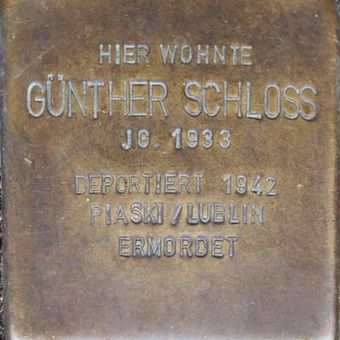 HIER WOHNTE
GÜNTHER SCHLOSS
JG. 1933
DEPORTIERT 1942
PIASKI / LUBLIN
ERMORDET